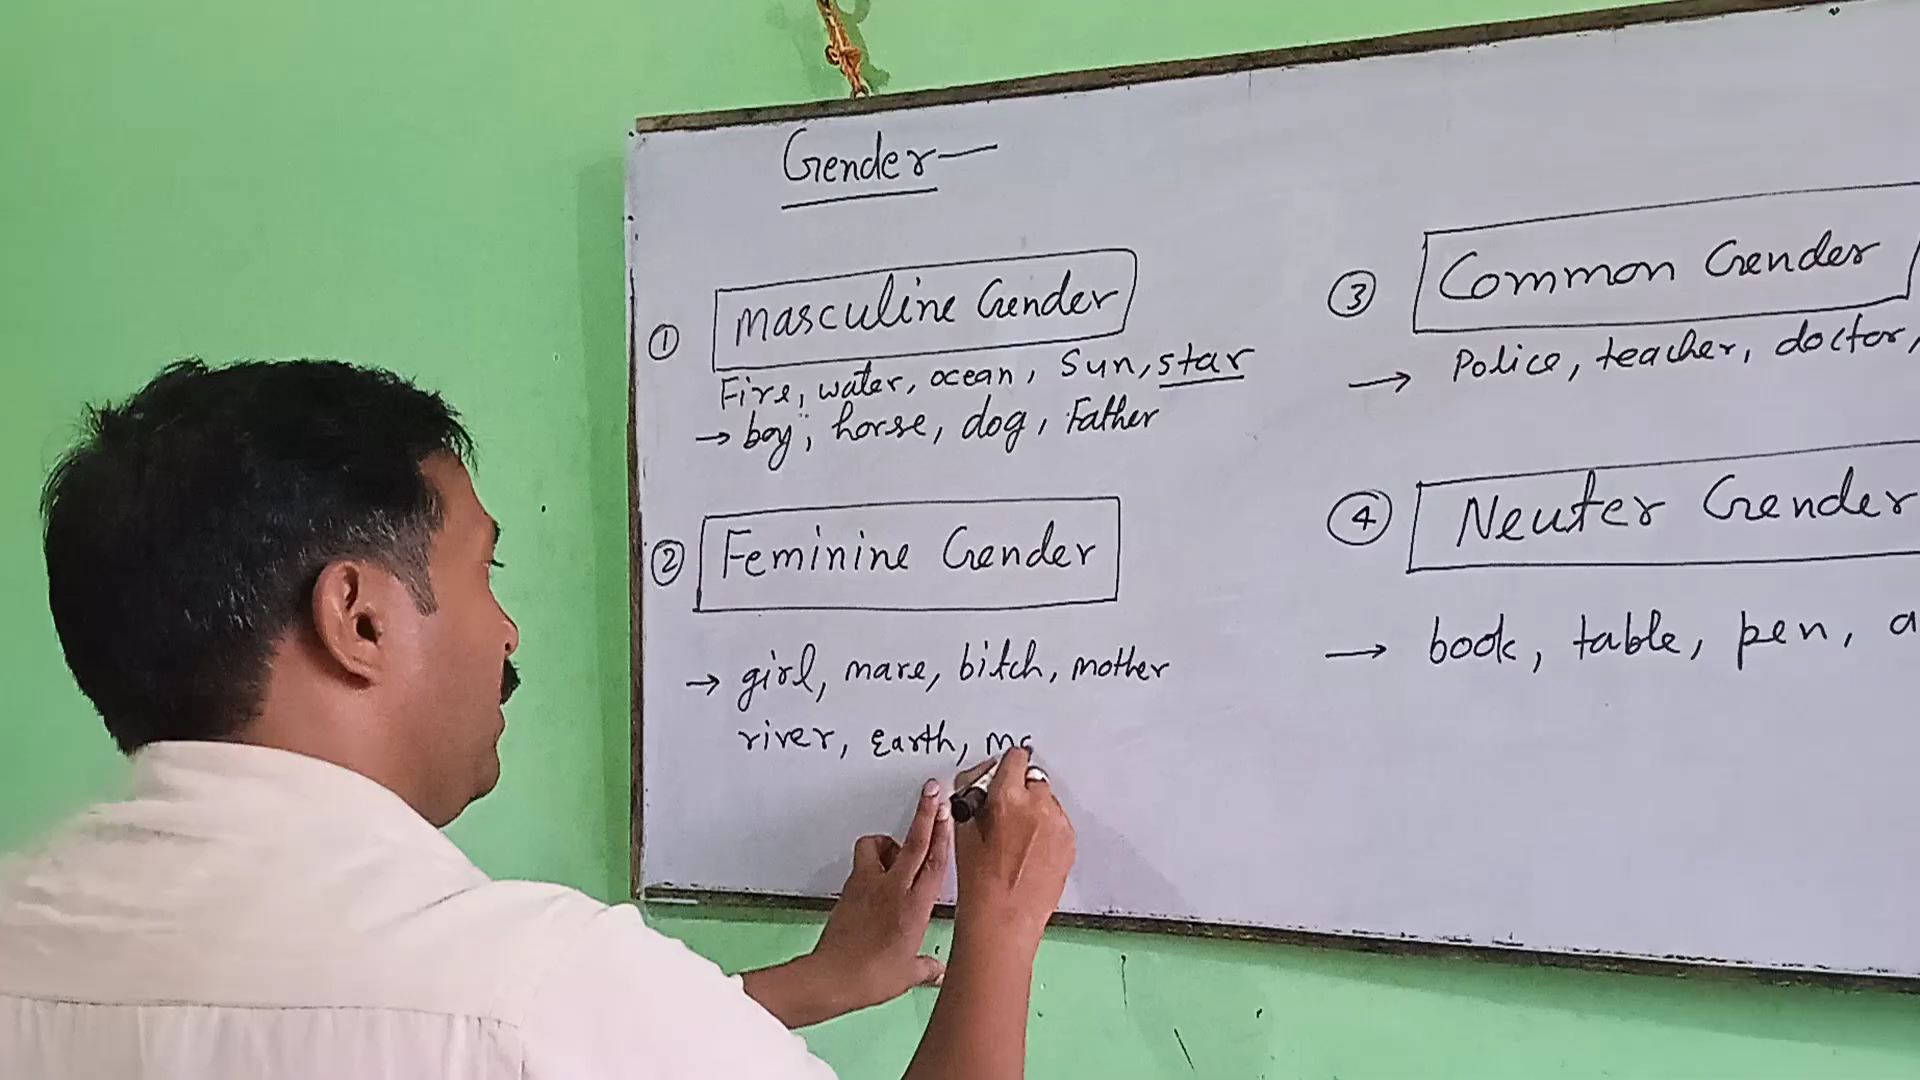 Gender—
① Masculine Gender
Fire, water, ocean, Sun, star
→ boy, horse, dog, Father
② Feminine Gender
→ girl, mare, bitch, mother
river, Earth,
③ Common Gender
→ Police, teacher, doctor,
④ Neuter Gender
→ book, table, pen,